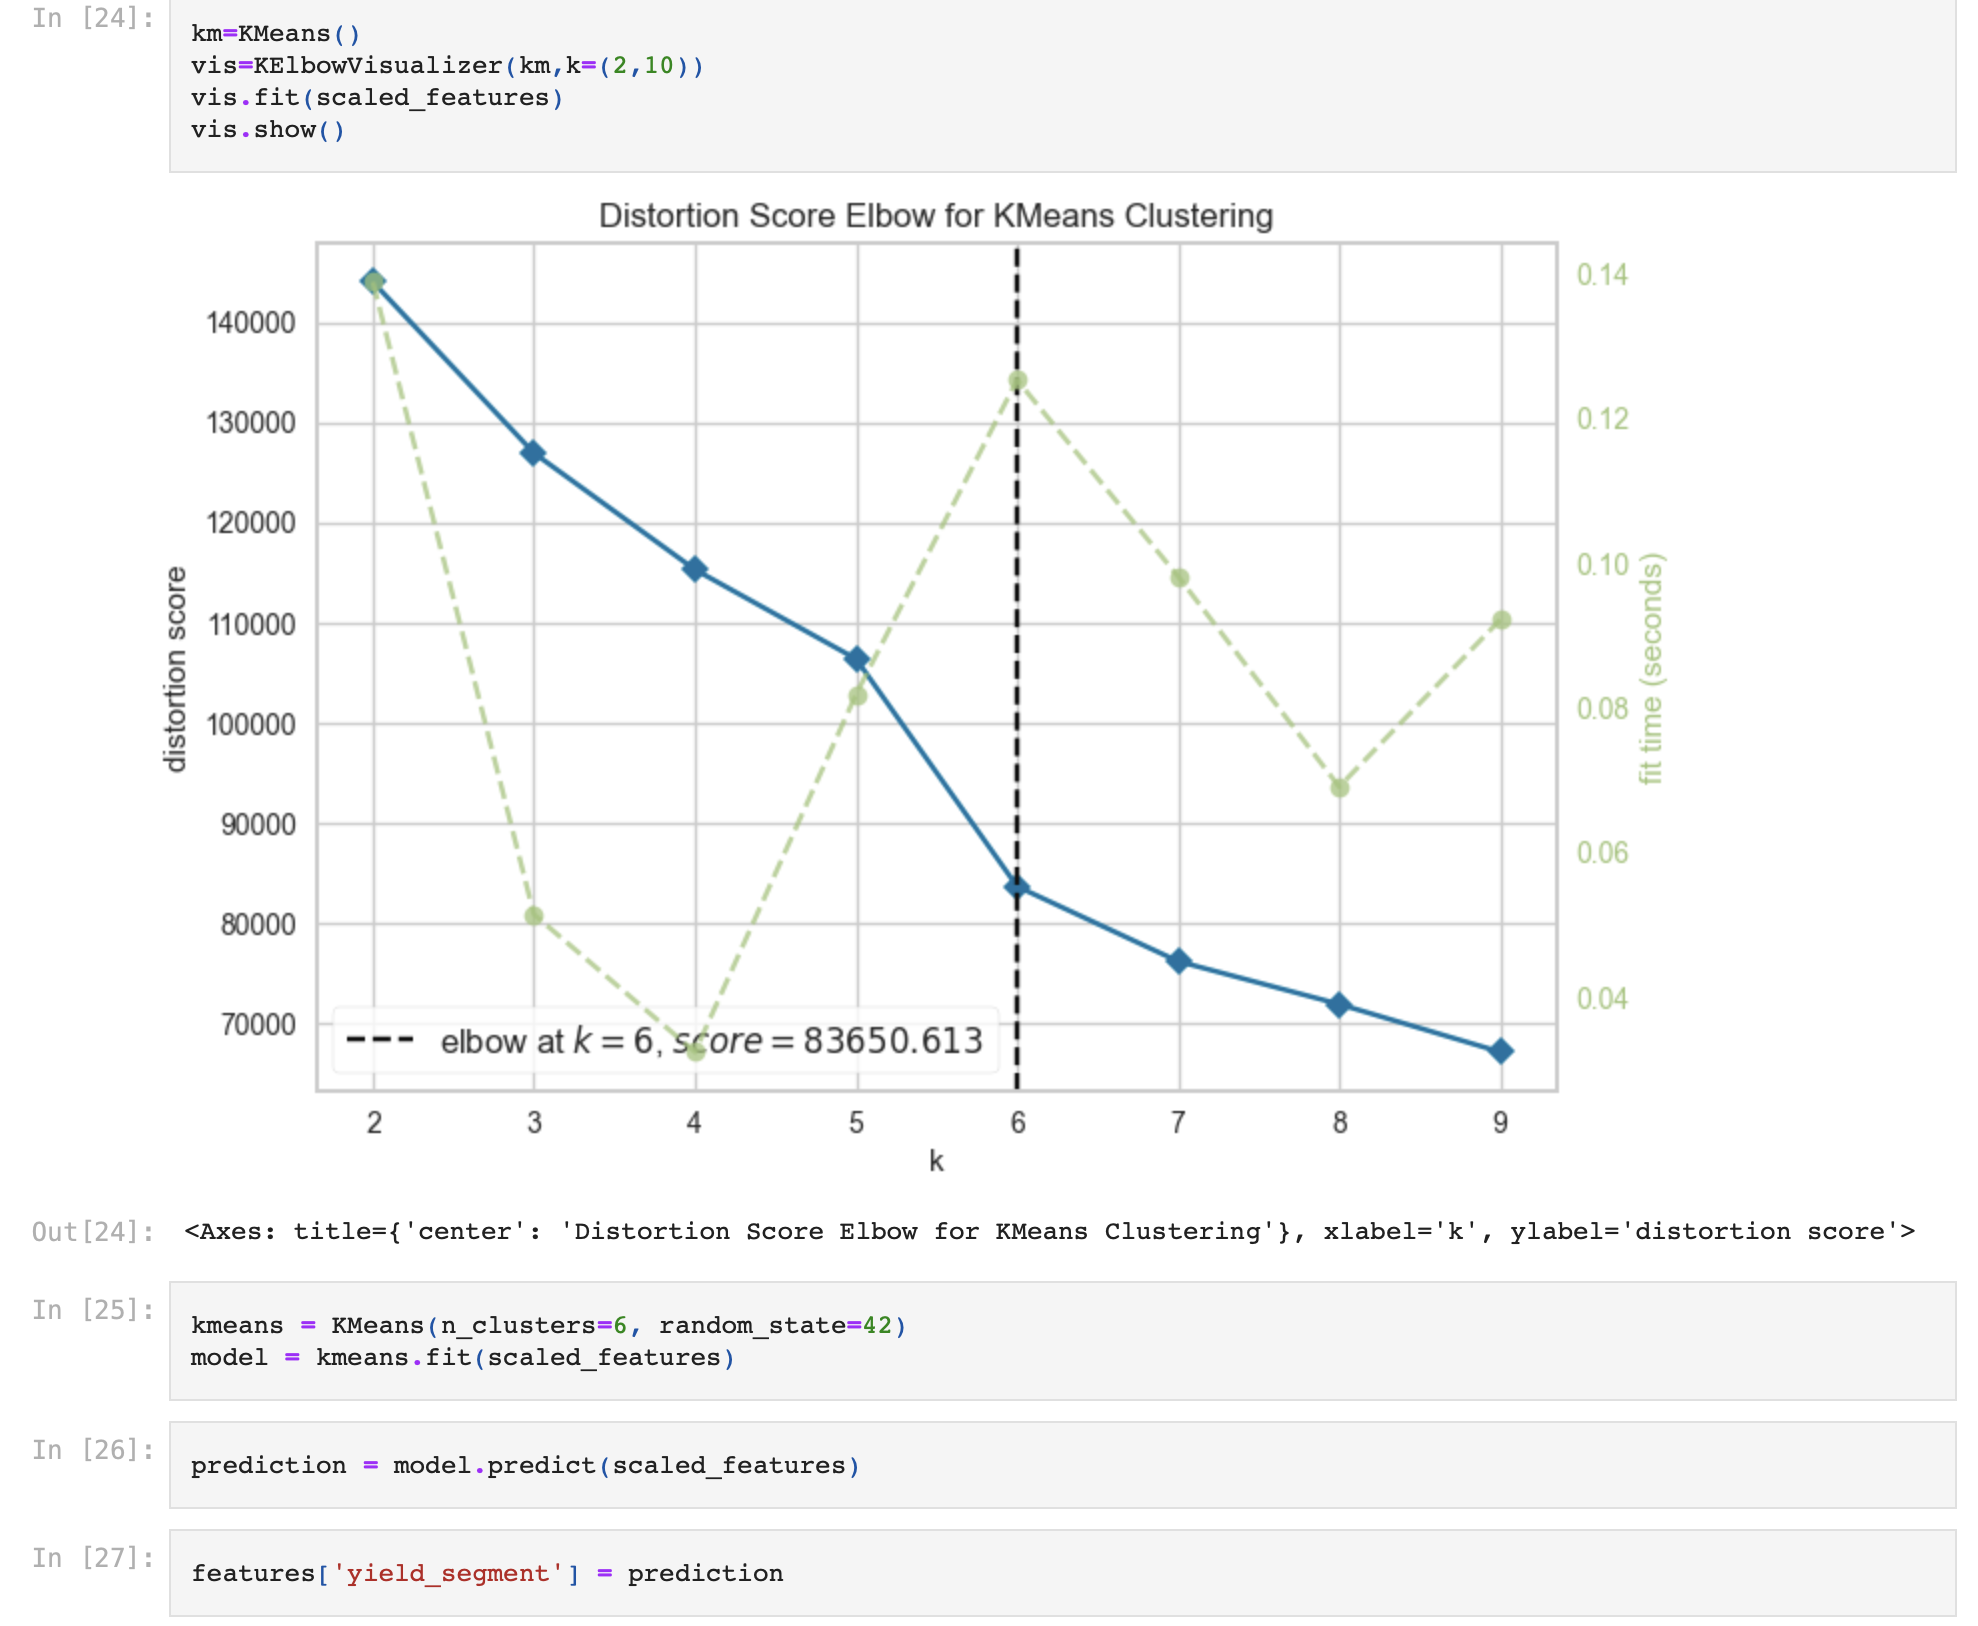 In [24]:
km=KMeans()
vis=KElbowVisualizer(km,k=(2,10))
vis.fit(scaled_features)
vis.show()
Distortion Score Elbow for KMeans Clustering
140000
130000
120000
110000
100000
90000
80000
70000
distortion score
0.14
0.12
0.10
0.08
0.06
0.04
fit time (seconds)
elbow at k = 6, score = 83650.613
2 3 4 5 6 7 8 9
k
Out[24]: <Axes: title={'center': 'Distortion Score Elbow for KMeans Clustering'}, xlabel='k', ylabel='distortion score'>
In [25]:
kmeans = KMeans(n_clusters=6, random_state=42)
model = kmeans.fit(scaled_features)
In [26]:
prediction = model.predict(scaled_features)
In [27]:
features['yield_segment'] = prediction